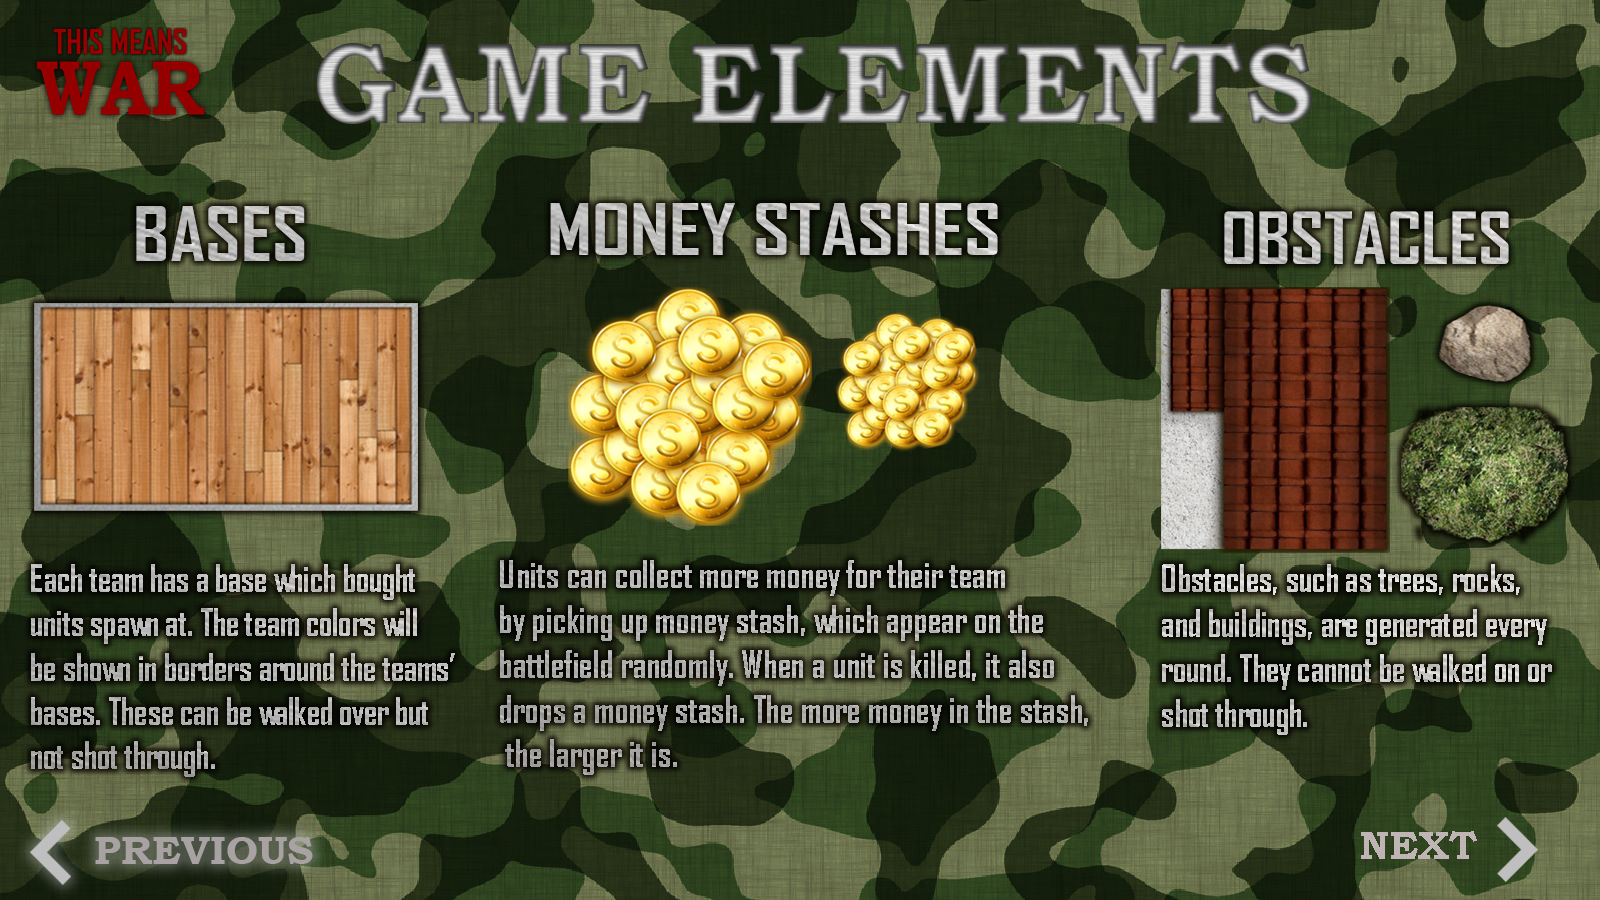 THIS MEANS
WAR
GAME ELEMENTS
BASES
Each team has a base which bought
units spawn at. The team colors will
be shown in borders around the teams'
bases. These can be walked over but
not shot through.
MONEY STASHES
Units can collect more money for their team
by picking up money stash, which appear on the
battlefield randomly. When a unit is killed, it also
drops a money stash. The more money in the stash,
the larger it is.
OBSTACLES
Obstacles, such as trees, rocks,
and buildings, are generated every
round. They cannot be walked on or
shot through.
PREVIOUS
NEXT